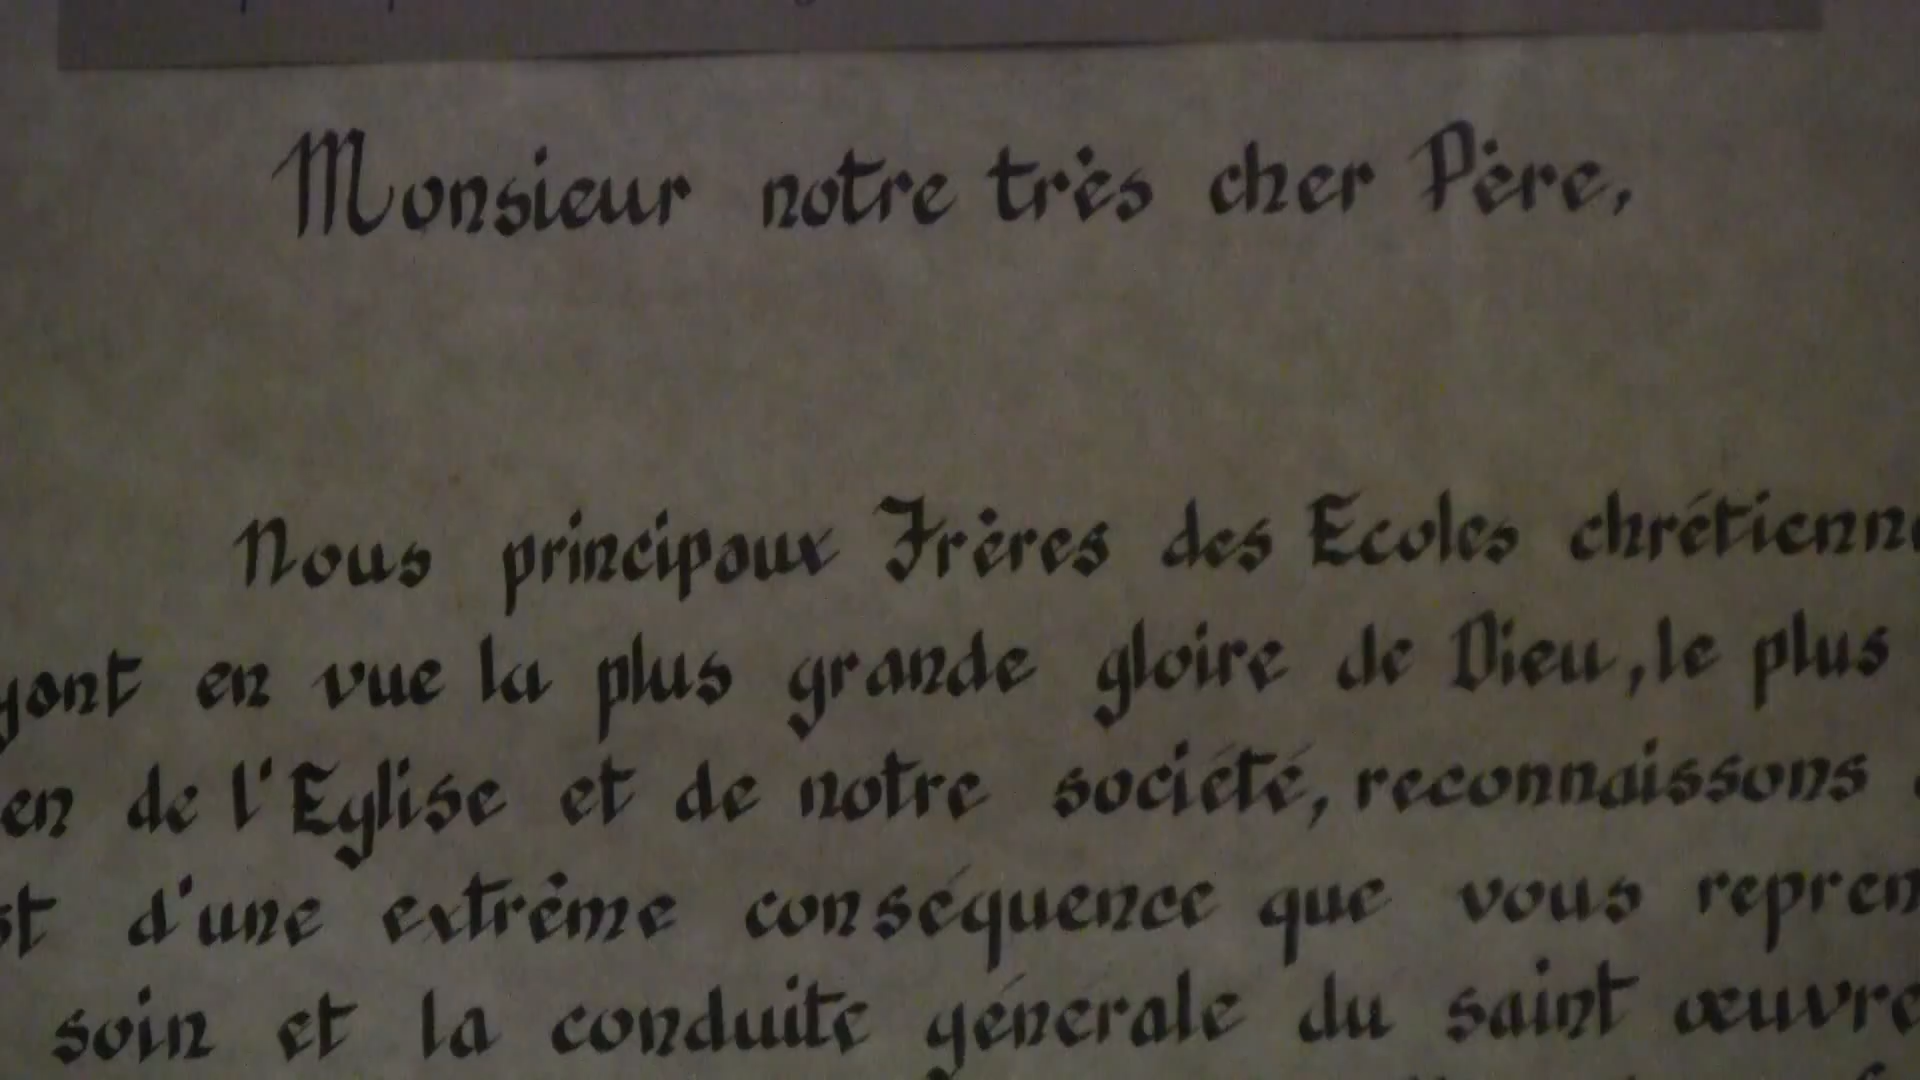 Monsieur notre très cher Père,
Nous principaux Frères des Ecoles chrétienne
yant en vue la plus grande gloire de Dieu, le plus
en de l'Eglise et de notre société, reconnaissons
st d'une extrême conséquence que vous repren
soin et la conduite générale du saint œuvre